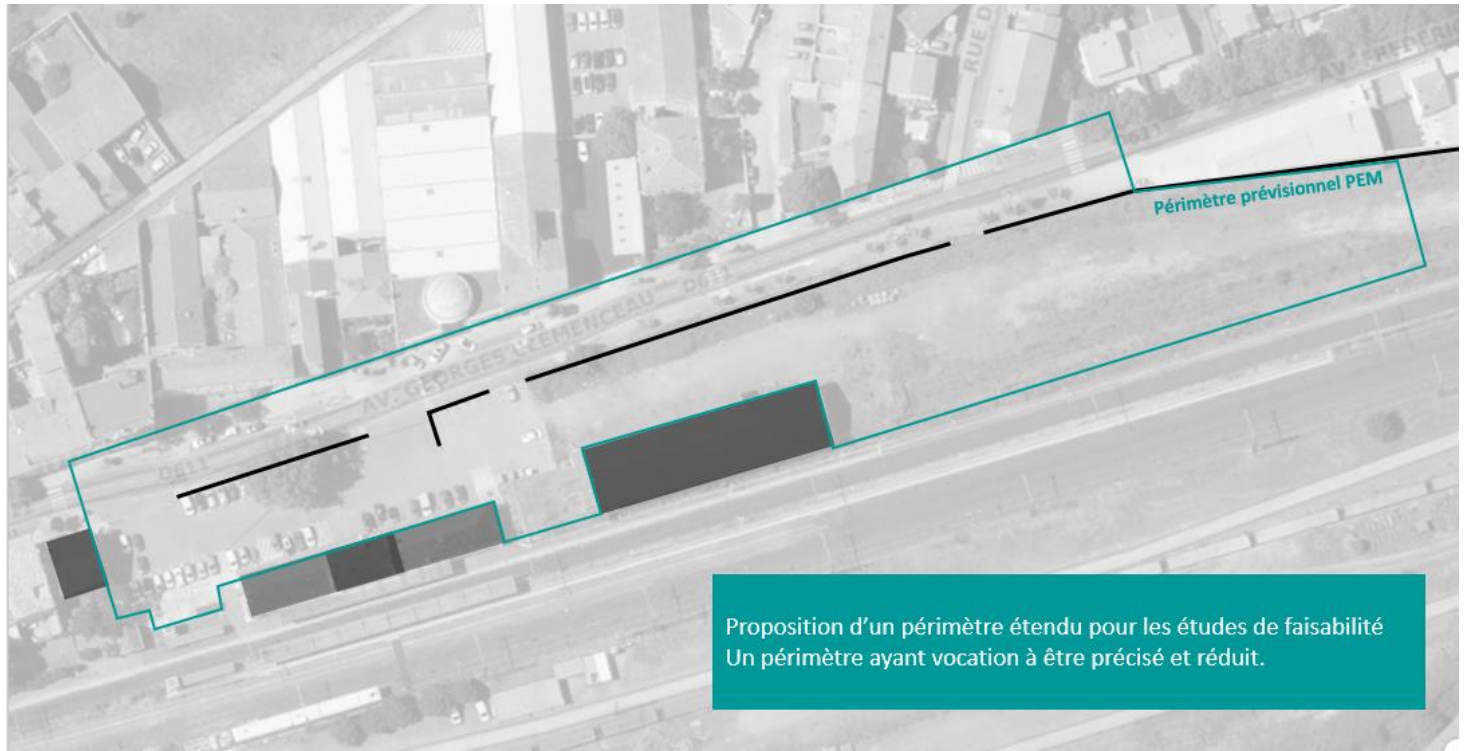 RUE D
AV. FREDERIC
D611
Périmètre prévisionnel PEM
D611
AV. GEORGES CLEMENCEAU
D611
Proposition d'un périmètre étendu pour les études de faisabilité
Un périmètre ayant vocation à être précisé et réduit.